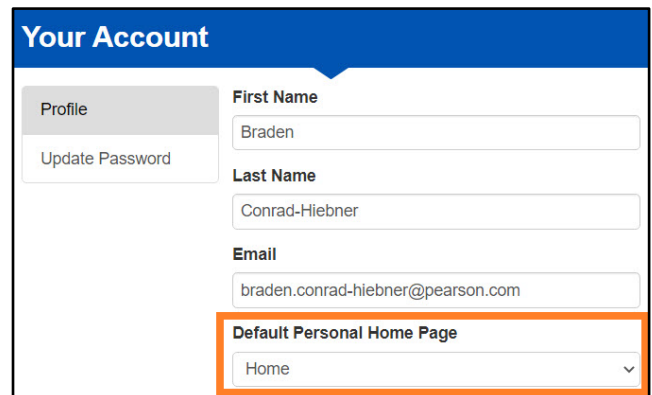 Your Account
Profile
Update Password
First Name
Braden
Last Name
Conrad-Hiebner
Email
braden.conrad-hiebner@pearson.com
Default Personal Home Page
Home